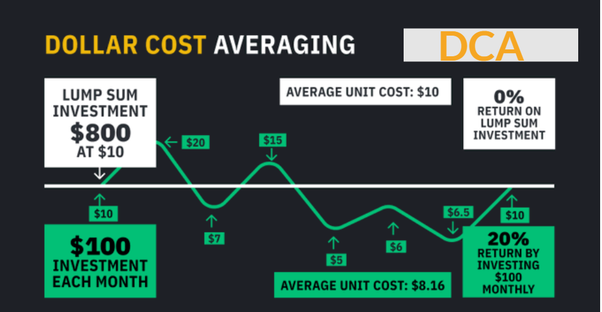 DOLLAR COST AVERAGING
DCA
LUMP SUM
INVESTMENT
$800
AT $10
AVERAGE UNIT COST: $10
0%
RETURN ON
LUMP SUM
INVESTMENT
$20
$15
$10
$7
$5
$6
$6.5
$10
$100
INVESTMENT
EACH MONTH
AVERAGE UNIT COST: $8.16
20%
RETURN BY
INVESTING
$100
MONTHLY